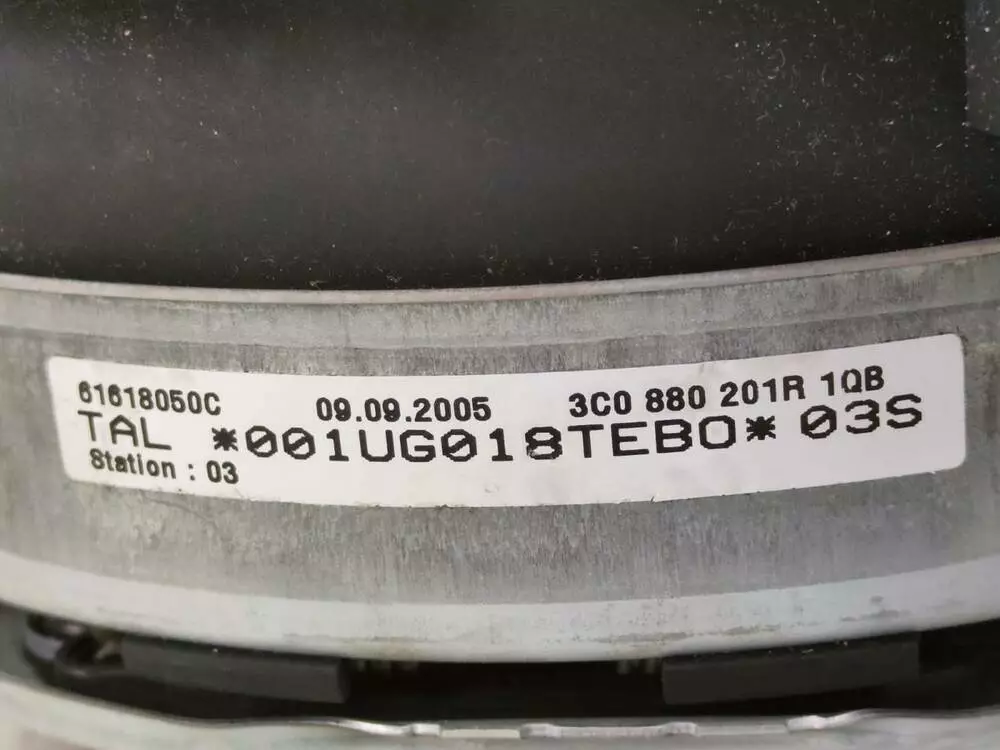 61618050C 09.09.2005 3C0 880 201R 1QB
TAL *001UG018TEBO* 03S
Station : 03